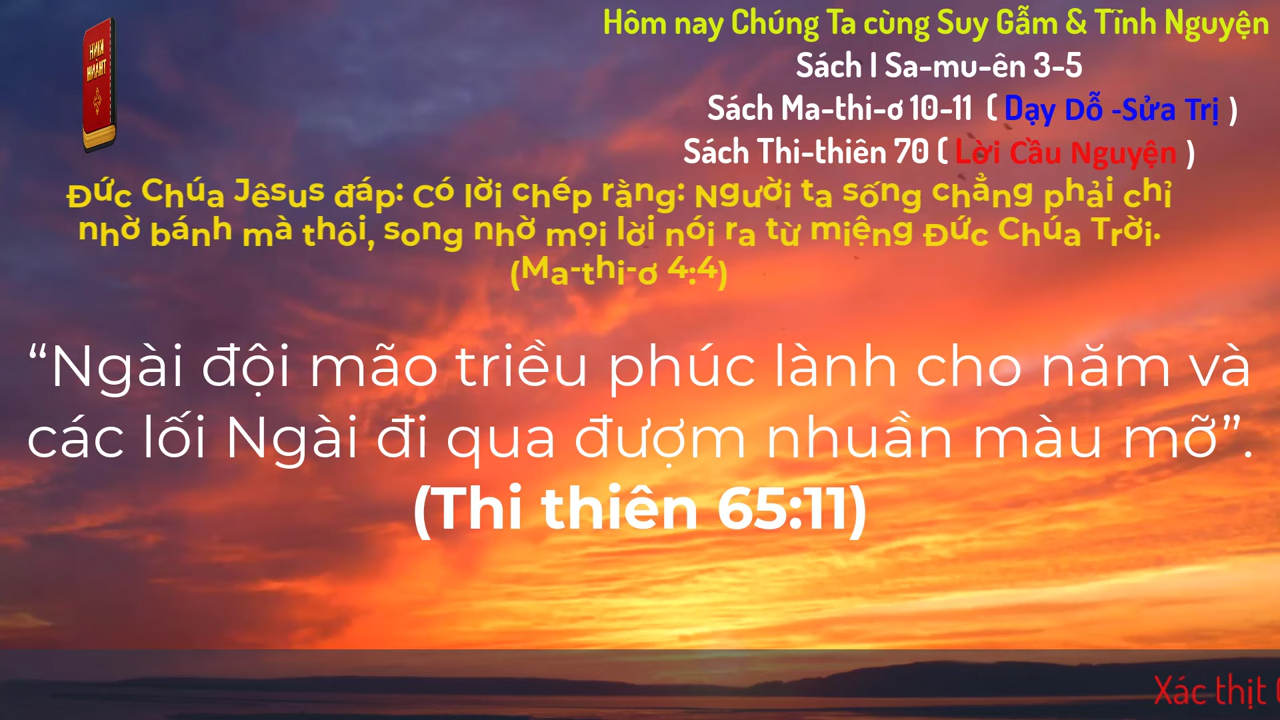 KINH
THÁNH
Hôm nay Chúng Ta cùng Suy Gẫm & Tĩnh Nguyện
Sách I Sa-mu-ên 3-5
Sách Ma-thi-ơ 10-11 ( Dạy Dỗ -Sửa Trị )
Sách Thi-thiên 70 ( Lời Cầu Nguyện )
Đức Chúa Jêsus đáp: Có lời chép rằng: Người ta sống chẳng phải chỉ
nhờ bánh mà thôi, song nhờ mọi lời nói ra từ miệng Đức Chúa Trời.
(Ma-thi-ơ 4:4)
“Ngài đội mão triều phúc lành cho năm và
các lối Ngài đi qua đượm nhuần màu mỡ”.
(Thi thiên 65:11)
Xác thịt